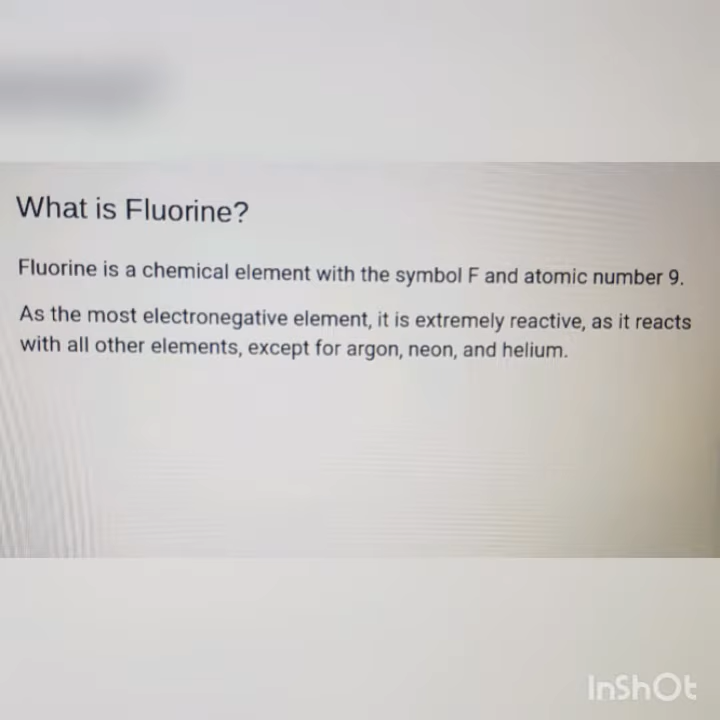 What is Fluorine?
Fluorine is a chemical element with the symbol F and atomic number 9.
As the most electronegative element, it is extremely reactive, as it reacts
with all other elements, except for argon, neon, and helium.
InShOt